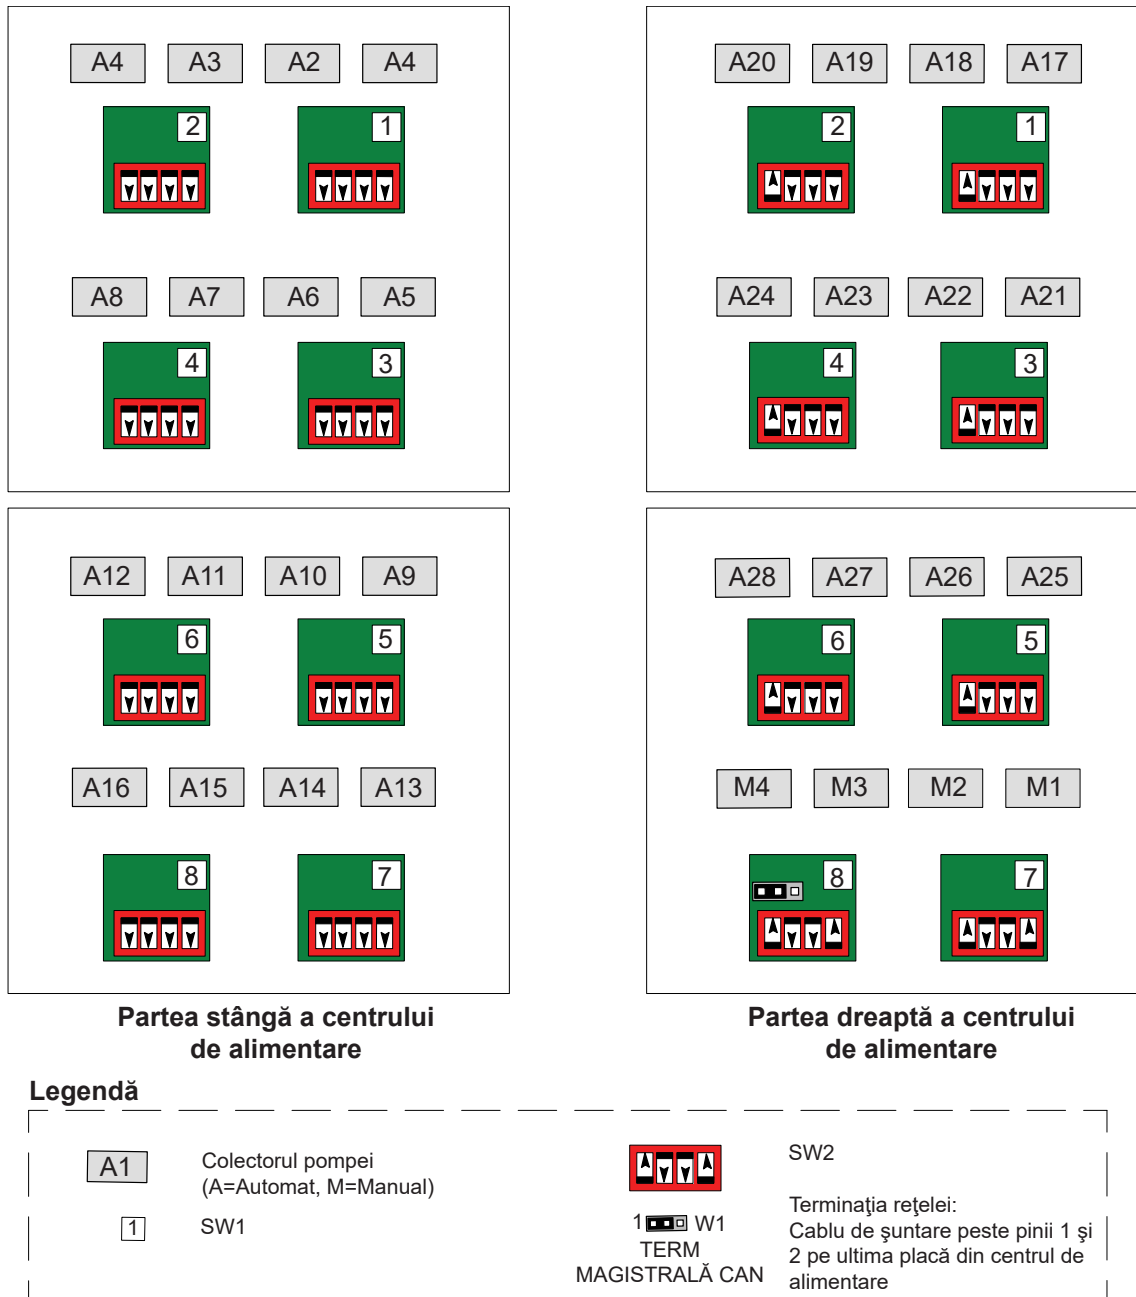 A4 A3 A2 A4
2 1
A8 A7 A6 A5
4 3
A12 A11 A10 A9
6 5
A16 A15 A14 A13
8 7
Partea stângă a centrului
de alimentare
A20 A19 A18 A17
2 1
A24 A23 A22 A21
4 3
A28 A27 A26 A25
6 5
M4 M3 M2 M1
8 7
Partea dreaptă a centrului
de alimentare
Legendă
A1 Colectorul pompei
(A=Automat, M=Manual)
1 SW1
SW2
1 W1
TERM
MAGISTRALĂ CAN
Terminaţia reţelei:
Cablu de şuntare peste pinii 1 şi
2 pe ultima placă din centrul de
alimentare